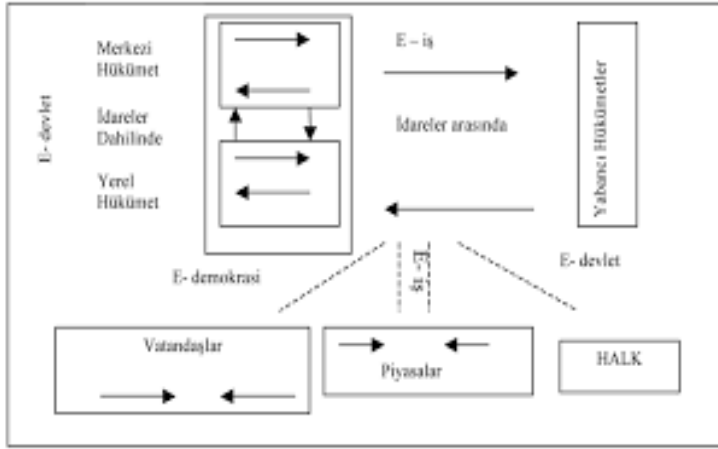 E- devlet
Merkezi
Hükümet
İdareler
Dahilinde
Yerel
Hükümet
E – iş
İdareler arasında
Yabancı Hükümetler
E- demokrasi
E- iş
E- devlet
Vatandaşlar
Piyasalar
HALK